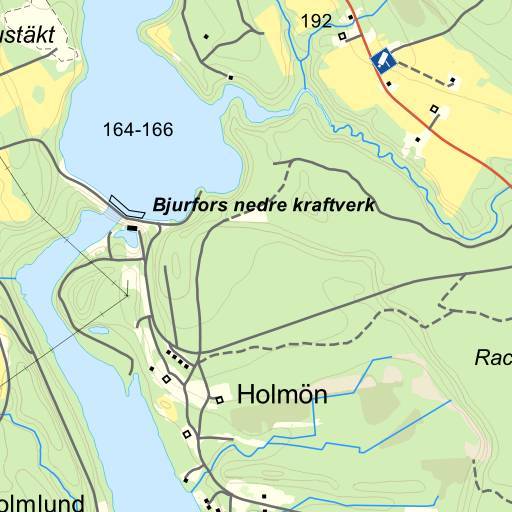 192
ustäkt
164-166
Bjurfors nedre kraftverk
Rac
Holmön
olmlund